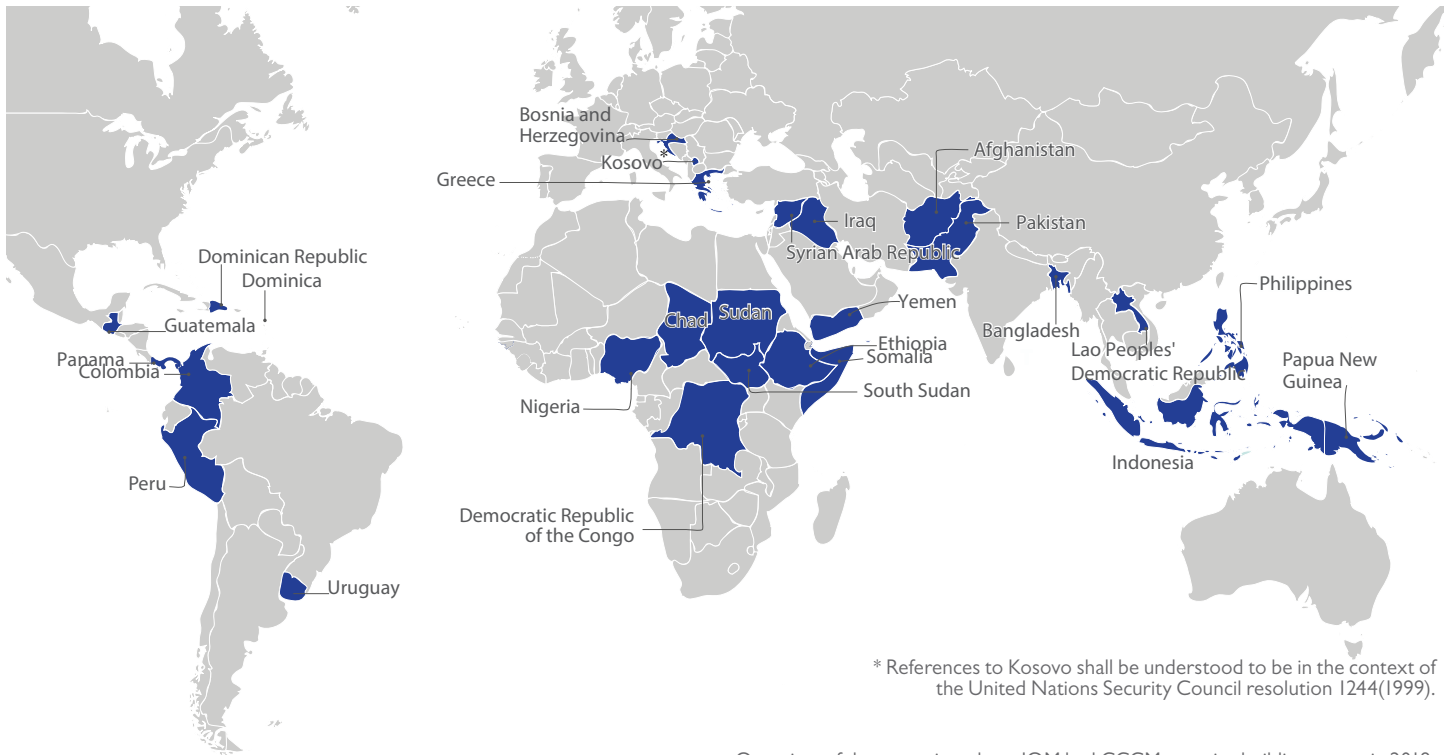 Bosnia and
Herzegovina
*
Kosovo
Greece
Afghanistan
Iraq
Pakistan
Syrian Arab Republic
Dominican Republic
Dominica
Guatemala
Panama
Colombia
Peru
Uruguay
Chad
Sudan
Yemen
Ethiopia
Somalia
South Sudan
Nigeria
Democratic Republic
of the Congo
Bangladesh
Lao Peoples'
Democratic Republic
Philippines
Papua New
Guinea
Indonesia
* References to Kosovo shall be understood to be in the context of
the United Nations Security Council resolution 1244(1999).